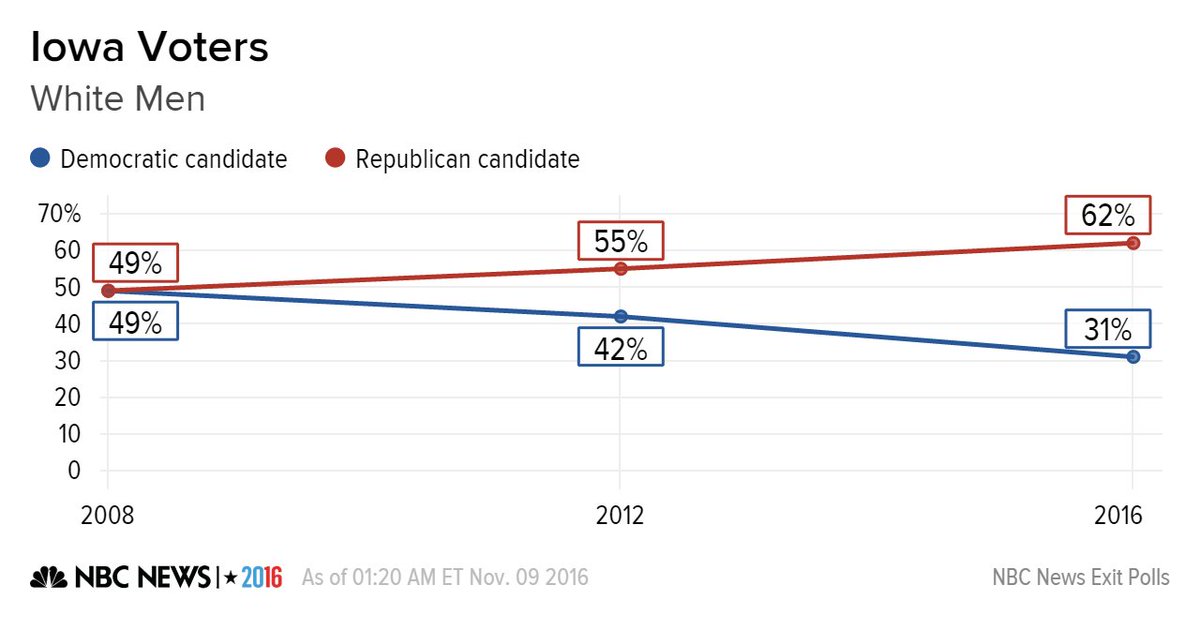 Iowa Voters
White Men
Democratic candidate Republican candidate
70%
60
50
40
30
20
10
0
49%
49%
55%
42%
62%
31%
2008 2012 2016
NBC NEWS 2016 As of 01:20 AM ET Nov. 09 2016 NBC News Exit Polls